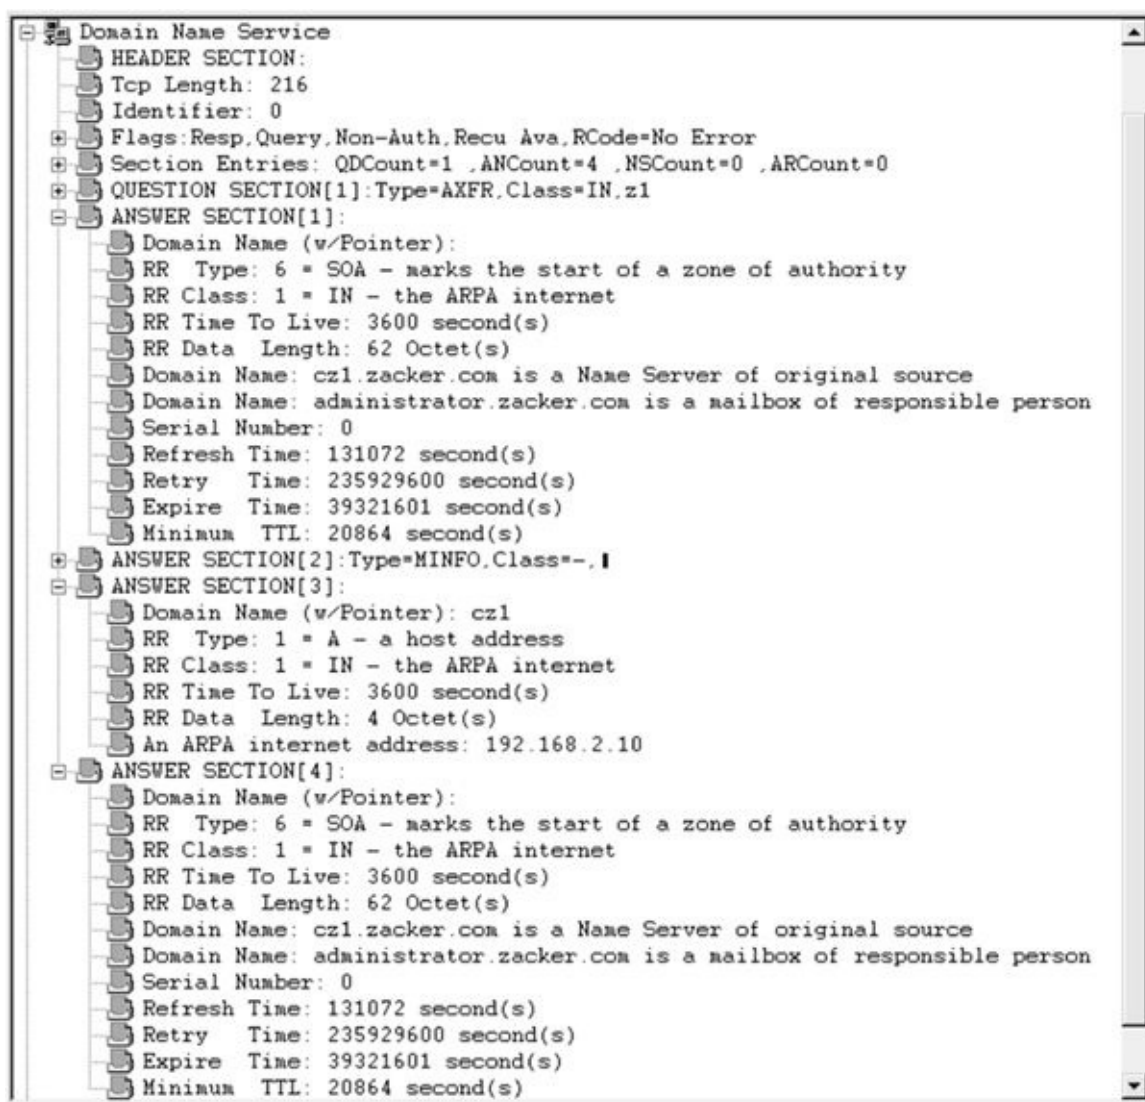 Domain Name Service
HEADER SECTION:
Tcp Length: 216
Identifier: 0
Flags:Resp,Query,Non-Auth,Recu Ava,RCode=No Error
Section Entries: QDCount=1 ,ANCount=4 ,NSCount=0 ,ARCount=0
QUESTION SECTION[1]:Type=AXFR,Class=IN,z1
ANSWER SECTION[1]:
Domain Name (w/Pointer):
RR Type: 6 = SOA - marks the start of a zone of authority
RR Class: 1 = IN - the ARPA internet
RR Time To Live: 3600 second(s)
RR Data Length: 62 Octet(s)
Domain Name: cz1.zacker.com is a Name Server of original source
Domain Name: administrator.zacker.com is a mailbox of responsible person
Serial Number: 0
Refresh Time: 131072 second(s)
Retry Time: 235929600 second(s)
Expire Time: 39321601 second(s)
Minimum TTL: 20864 second(s)
ANSWER SECTION[2]:Type=MINFO,Class=-,
ANSWER SECTION[3]:
Domain Name (w/Pointer): cz1
RR Type: 1 = A - a host address
RR Class: 1 = IN - the ARPA internet
RR Time To Live: 3600 second(s)
RR Data Length: 4 Octet(s)
An ARPA internet address: 192.168.2.10
ANSWER SECTION[4]:
Domain Name (w/Pointer):
RR Type: 6 = SOA - marks the start of a zone of authority
RR Class: 1 = IN - the ARPA internet
RR Time To Live: 3600 second(s)
RR Data Length: 62 Octet(s)
Domain Name: cz1.zacker.com is a Name Server of original source
Domain Name: administrator.zacker.com is a mailbox of responsible person
Serial Number: 0
Refresh Time: 131072 second(s)
Retry Time: 235929600 second(s)
Expire Time: 39321601 second(s)
Minimum TTL: 20864 second(s)